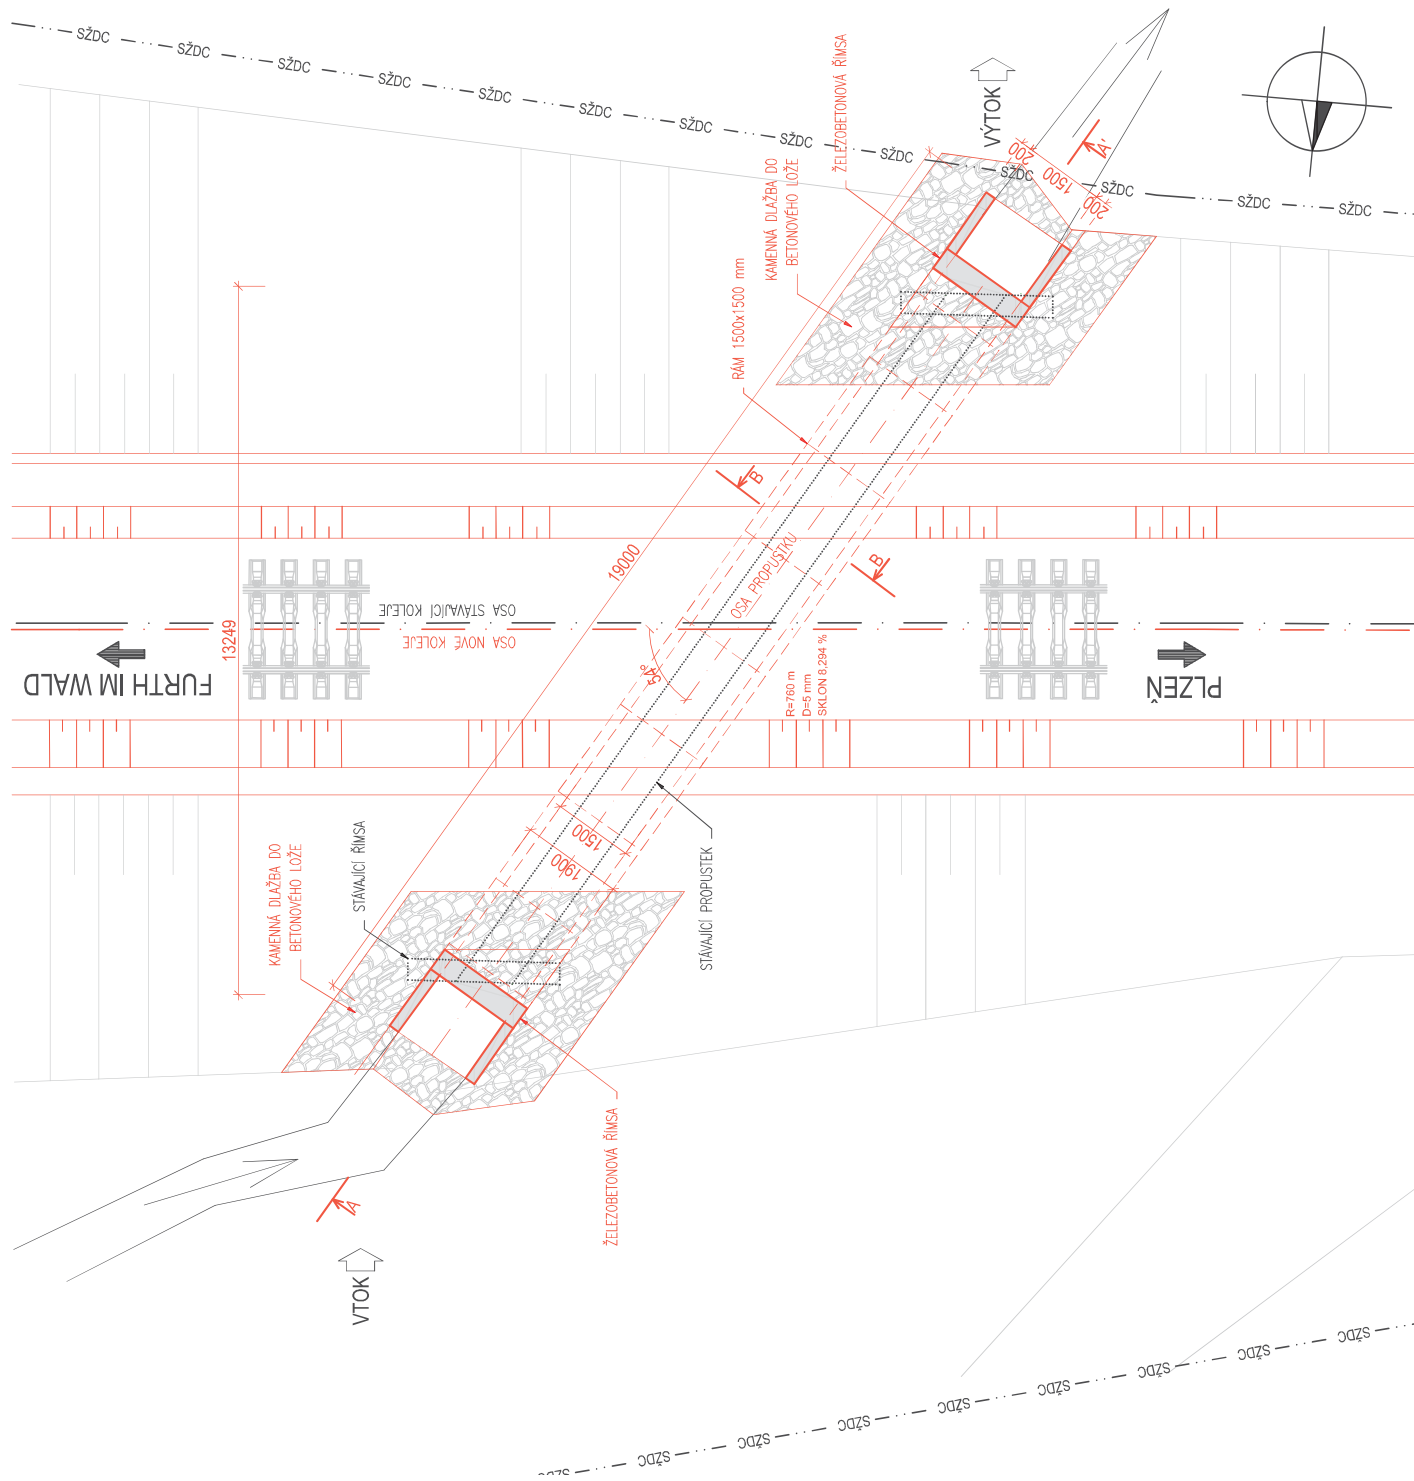 SŽDC
SŽDC
SŽDC
SŽDC
SŽDC
SŽDC
SŽDC
SŽDC
SŽDC
SŽDC
SŽDC
SŽDC
SŽDC
ŽELEZOBETONOVÁ ŘÍMSA
VÝTOK
KAMENNÁ DLAŽBA DO
BETONOVÉHO LOŽE
200
1500
200
A'
RÁM 1500x1500 mm
B
B
19000
13249
OSA PROPUSTKU
OSA STÁVAJÍCÍ KOLEJE
OSA NOVÉ KOLEJE
FURTH IM WALD
PLZEŇ
54°
R=760 m
D=5 mm
SKLON 8,294 %
1500
1900
KAMENNÁ DLAŽBA DO
BETONOVÉHO LOŽE
STÁVAJÍCÍ ŘÍMSA
STÁVAJÍCÍ PROPUSTEK
ŽELEZOBETONOVÁ ŘÍMSA
A
VTOK
SŽDC
SŽDC
SŽDC
SŽDC
SŽDC
SŽDC
SŽDC
SŽDC
SŽDC